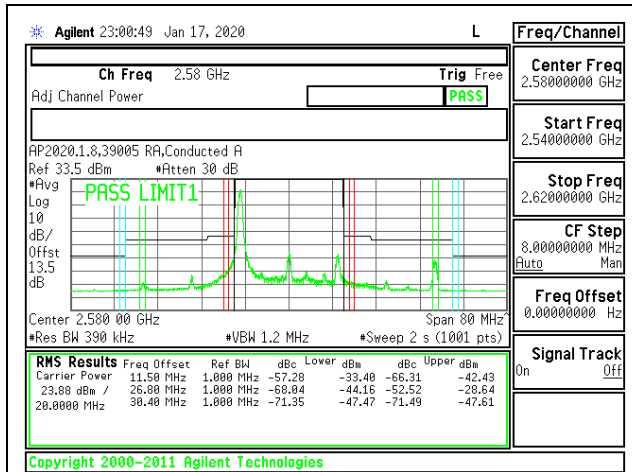 Agilent 23:00:49 Jan 17, 2020 L
Ch Freq 2.58 GHz Trig Free
Adj Channel Power PASS
AP2020.1.8,39005 RA,Conducted A
Ref 33.5 dBm #Atten 30 dB
#Avg
Log
10
dB/
Offst
13.5
dB
PASS LIMIT1
Center 2.580 00 GHz Span 80 MHz
#Res BW 390 kHz #VBW 1.2 MHz #Sweep 2 s (1001 pts)
RMS Results Freq Offset Ref BW dBc Lower dBm dBc Upper dBm
Carrier Power 11.50 MHz 1.000 MHz -57.28 -33.40 -66.31 -42.43
23.88 dBm / 26.80 MHz 1.000 MHz -68.04 -44.16 -52.52 -28.64
20.0000 MHz 30.40 MHz 1.000 MHz -71.35 -47.47 -71.49 -47.61
Copyright 2000-2011 Agilent Technologies
Freq/Channel
Center Freq
2.58000000 GHz
Start Freq
2.54000000 GHz
Stop Freq
2.62000000 GHz
CF Step
8.00000000 MHz
Auto Man
Freq Offset
0.00000000 Hz
Signal Track
On Off